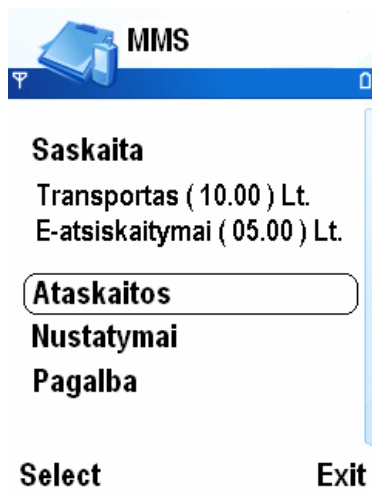 MMS
Saskaita
Transportas ( 10.00 ) Lt.
E-atsiskaitymai ( 05.00 ) Lt.
Ataskaitos
Nustatymai
Pagalba
Select Exit